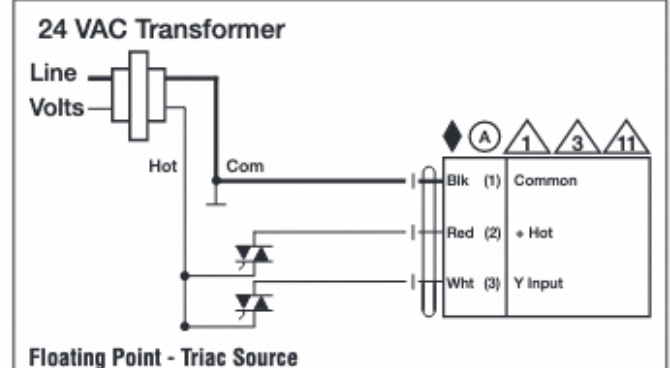 24 VAC Transformer
Line
Volts
Hot
Com
A 1 3 11
Blk (1) Common
Red (2) + Hot
Wht (3) Y Input
Floating Point - Triac Source